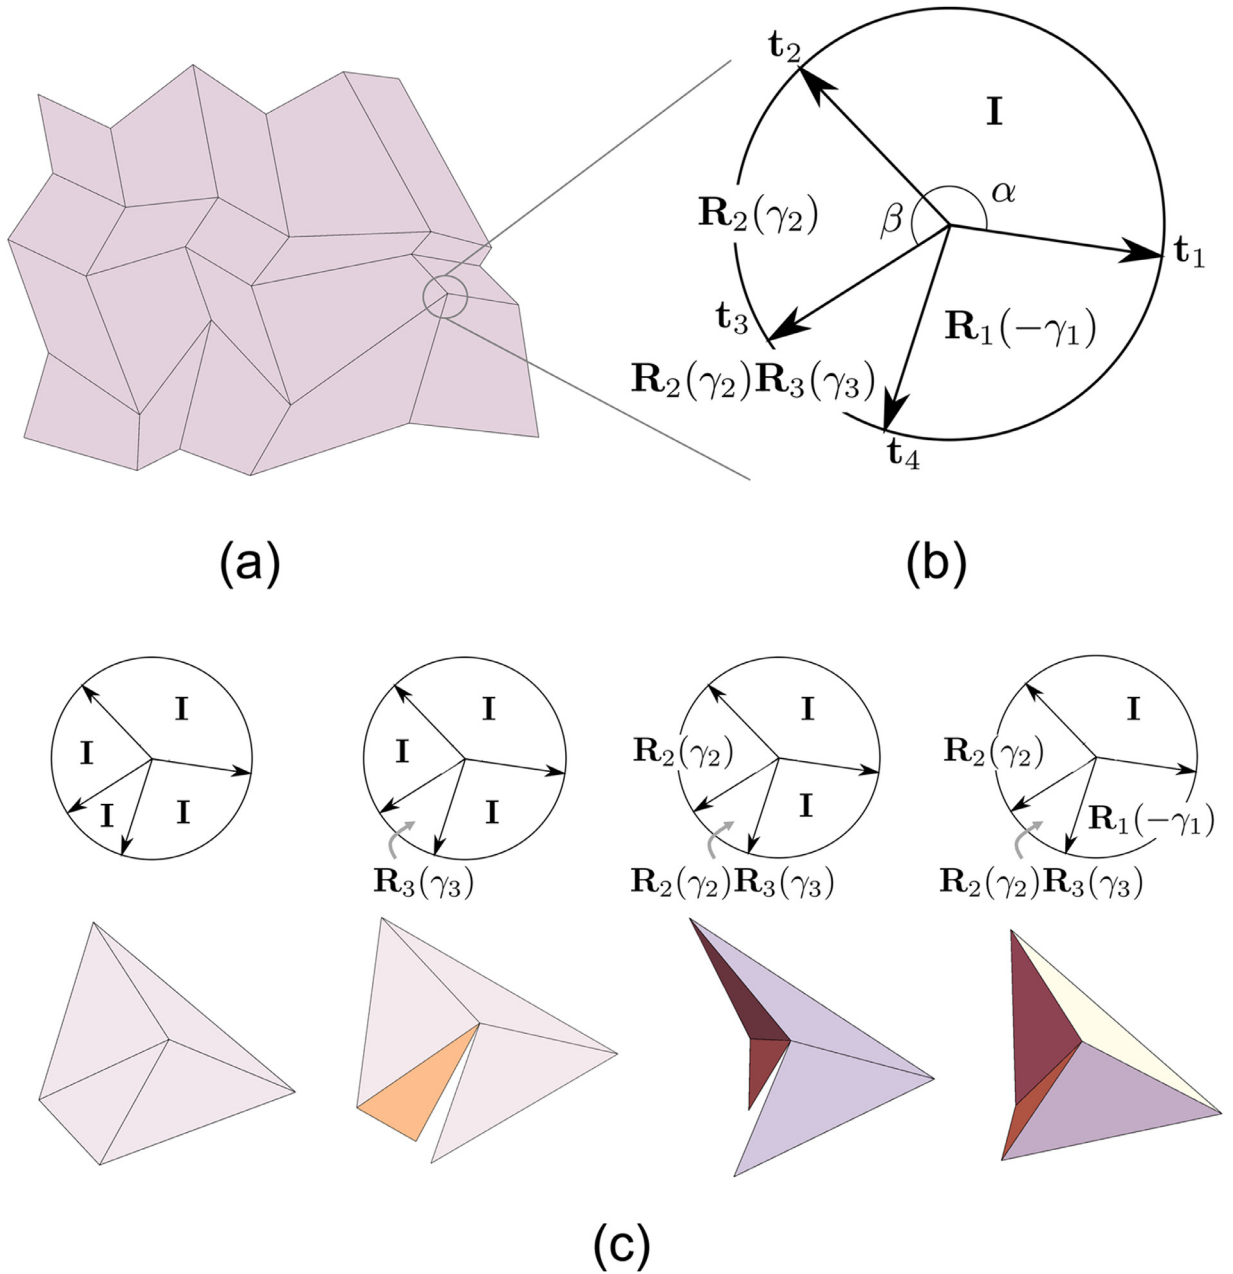 t₂
I
α
R₂(γ₂)
β
t₁
t₃
R₁(−γ₁)
R₂(γ₂)R₃(γ₃)
t₄
(a)
(b)
I
I
I
I
I
I
I
R₃(γ₃)
I
R₂(γ₂)
I
R₂(γ₂)R₃(γ₃)
I
R₂(γ₂)
R₁(−γ₁)
R₂(γ₂)R₃(γ₃)
(c)